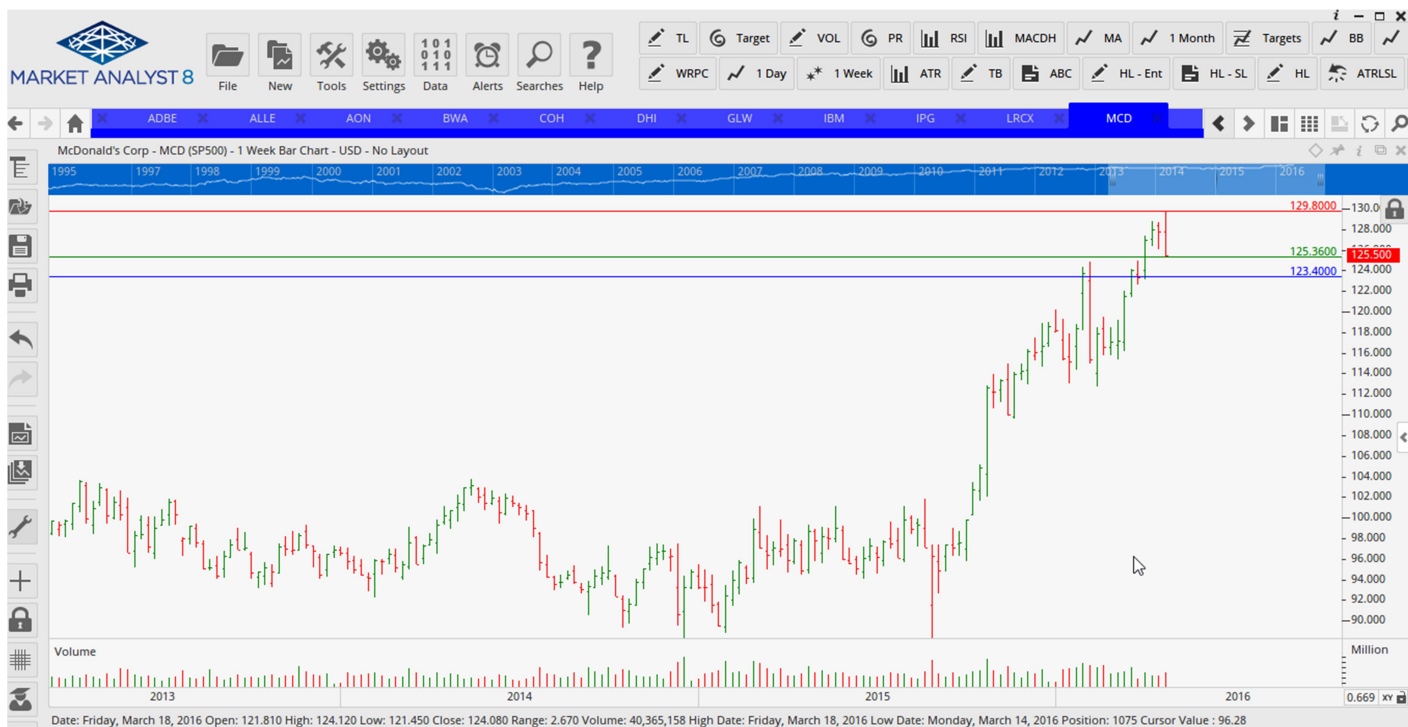 i
TL Target VOL PR RSI MACDH MA 1 Month Targets BB
MARKET ANALYST 8
101
010
111
File New Tools Settings Data Alerts Searches Help
WRPC 1 Day 1 Week ATR TB ABC HL - Ent HL - SL HL ATRLSL
ADBE ALLE AON BWA COH DHI GLW IBM IPG LRCX MCD
McDonald's Corp - MCD (SP500) - 1 Week Bar Chart - USD - No Layout
1995 1997 1998 1999 2000 2001 2002 2003 2004 2005 2006 2007 2008 2009 2010 2011 2012 2013 2014 2015 2016
129.8000
130.0
128.000
125.3600
125.500
123.4000
124.000
122.000
120.000
118.000
116.000
114.000
112.000
110.000
108.000
106.000
104.000
102.000
100.000
98.000
96.000
94.000
92.000
90.000
Volume
Million
2013 2014 2015 2016
0.669 XY
Date: Friday, March 18, 2016 Open: 121.810 High: 124.120 Low: 121.450 Close: 124.080 Range: 2.670 Volume: 40,365,158 High Date: Friday, March 18, 2016 Low Date: Monday, March 14, 2016 Position: 1075 Cursor Value : 96.28